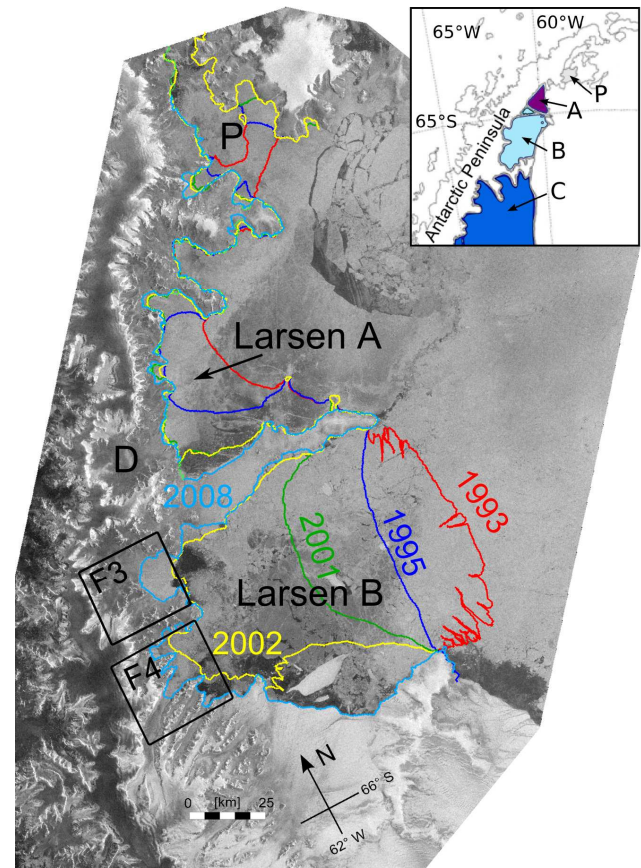 65°W
60°W
65°S
Antarctic Peninsula
P
A
B
C
P
Larsen A
D
2008
1993
2001
1995
F3
Larsen B
2002
F4
N
0 [km] 25
66° S
62° W